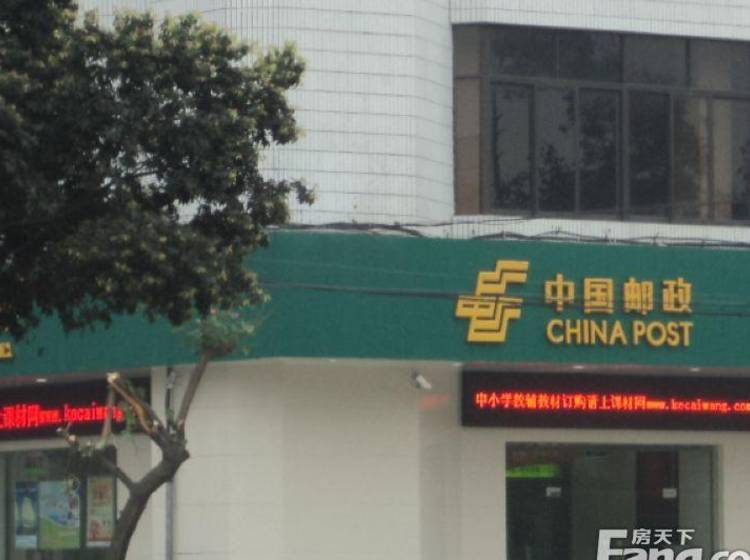 中国邮政
CHINA POST
上课材网www.kecaiwang
中小学教辅教材订购请上课材网www.kecaiwang.com
房天下
Fang.co